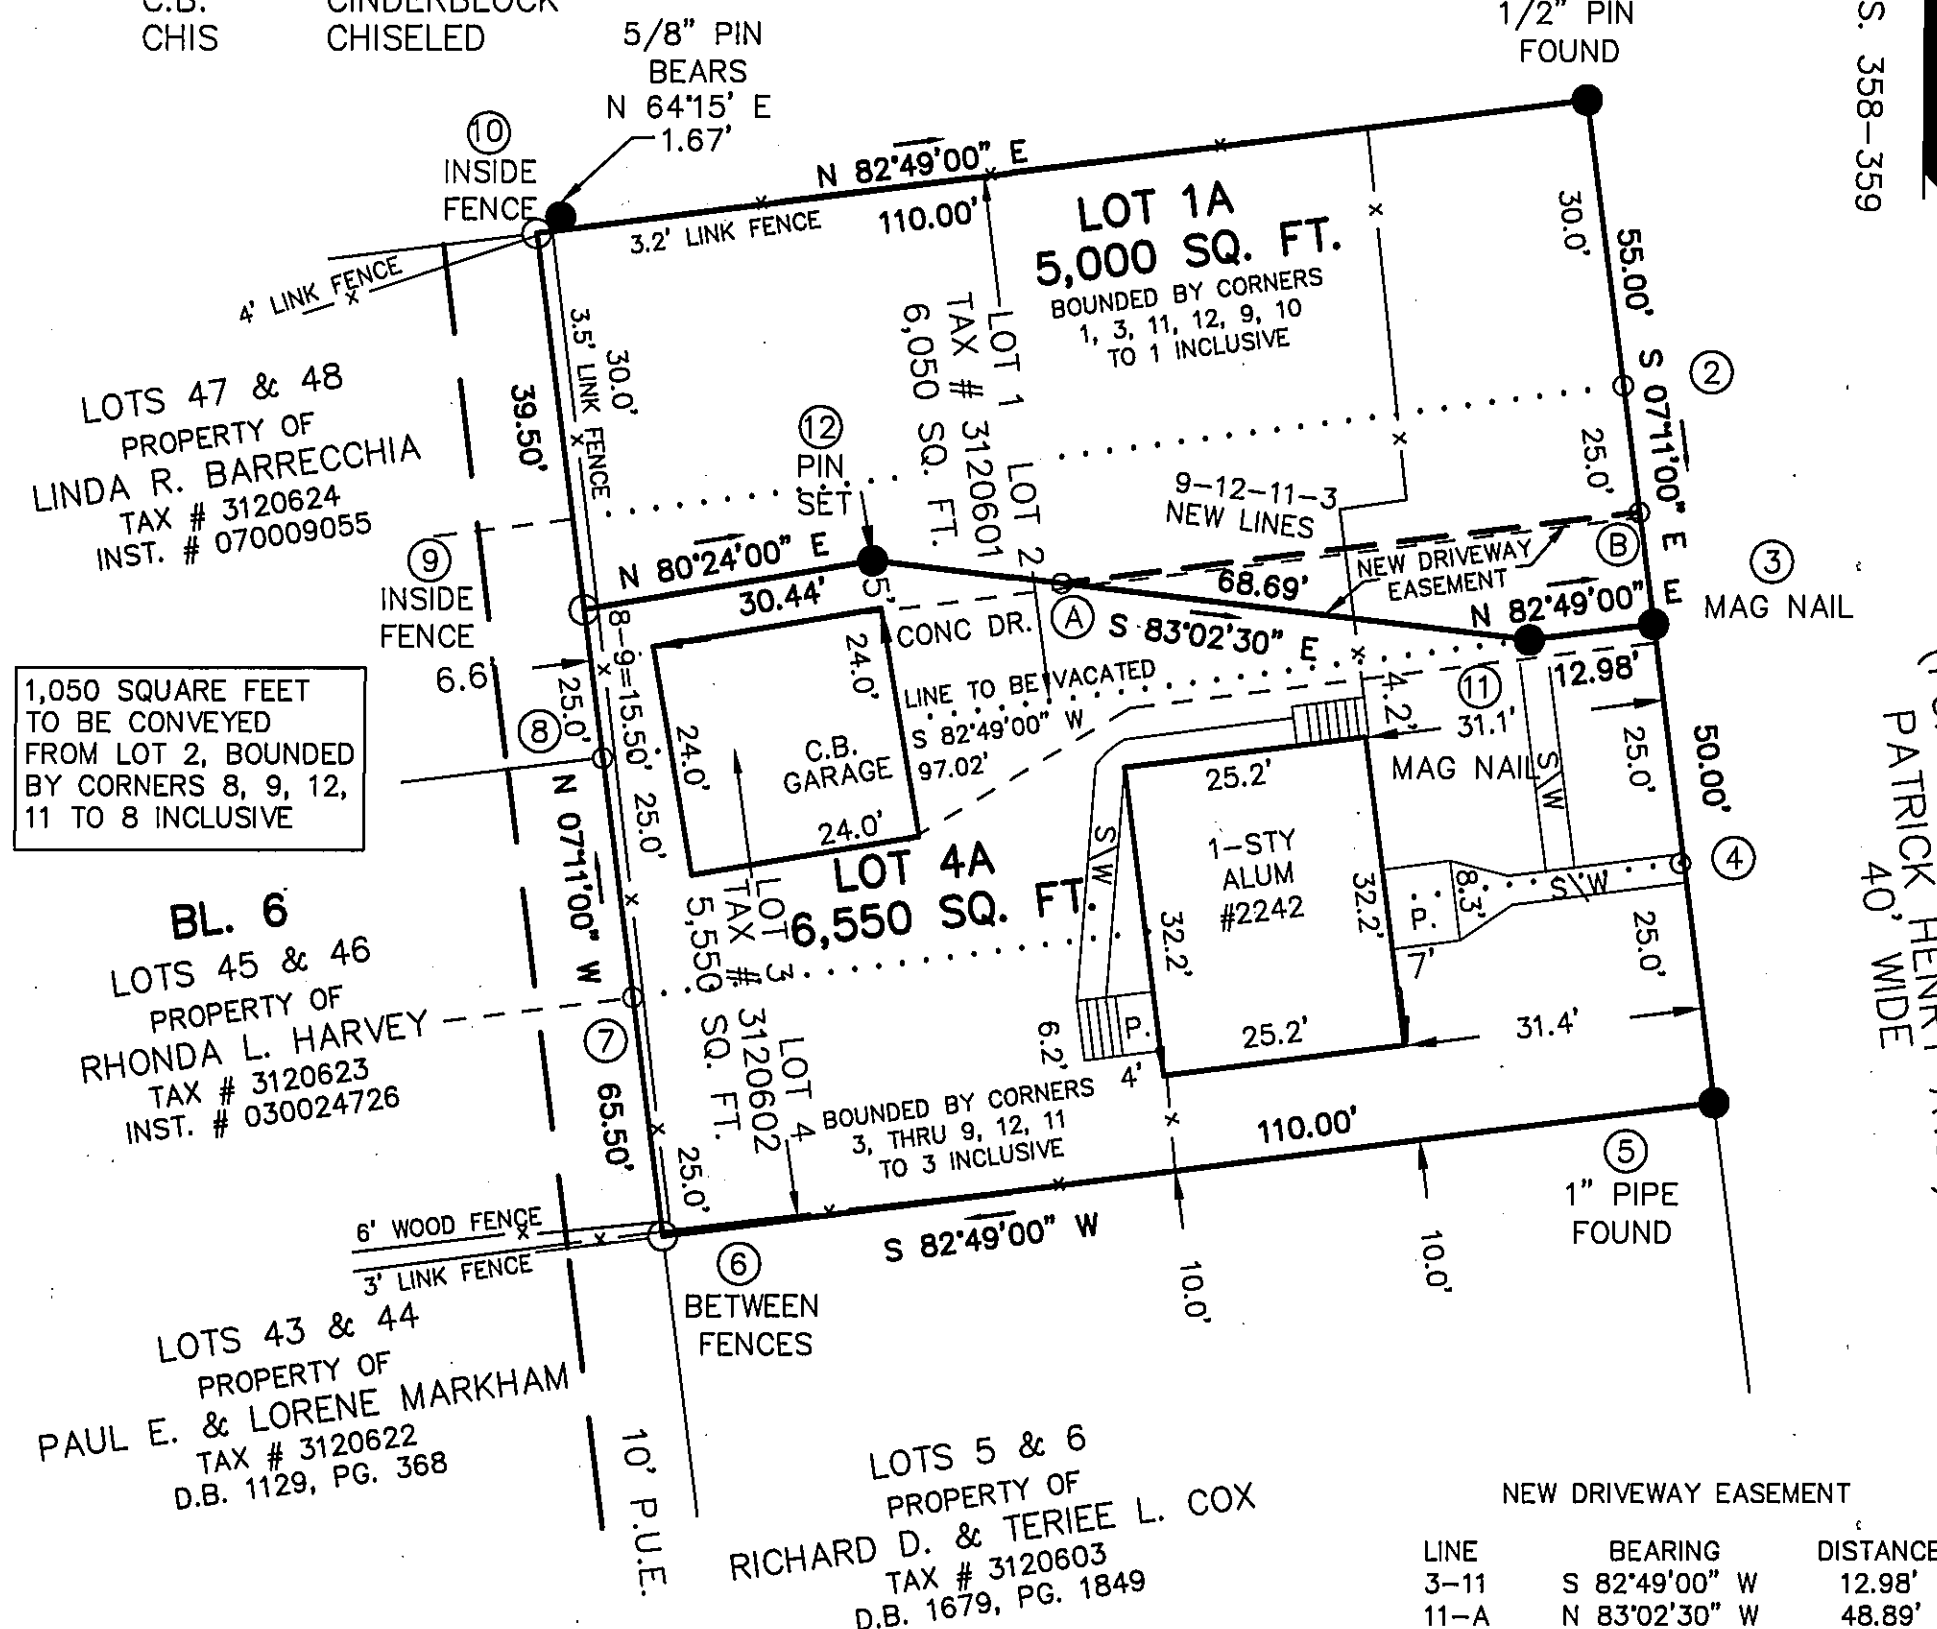 C.B. CINDERBLOCK
CHIS CHISELED
5/8" PIN
BEARS
N 64°15' E
1.67'
1/2" PIN
FOUND
S. 358-359
10
INSIDE
FENCE
N 82°49'00" E
110.00'
3.2' LINK FENCE
4' LINK FENCE
LOT 1A
5,000 SQ. FT.
BOUNDED BY CORNERS
1, 3, 11, 12, 9, 10
TO 1 INCLUSIVE
30.0'
55.00'
S 07°11'00" E
2
25.0'
3.5' LINK FENCE
30.0'
39.50'
LOT 1
TAX # 3120601
6,050 SQ. FT.
LOT 2
LOTS 47 & 48
PROPERTY OF
LINDA R. BARRECCHIA
TAX # 3120624
INST. # 070009055
12
PIN
SET
9-12-11-3
NEW LINES
NEW DRIVEWAY
EASEMENT
B
3
MAG NAIL
E
9
INSIDE
FENCE
N 80°24'00" E
30.44'
5'
CONC DR.
A
68.69'
S 83°02'30" E
N 82°49'00" E
12.98'
11
MAG NAIL
6.6'
8-9=15.50'
25.0'
25.0'
8
1,050 SQUARE FEET
TO BE CONVEYED
FROM LOT 2, BOUNDED
BY CORNERS 8, 9, 12,
11 TO 8 INCLUSIVE
24.0'
24.0'
C.B.
GARAGE
24.0'
LINE TO BE VACATED
S 82°49'00" W
97.02'
4.2'
31.1'
25.2'
S\W
S\W
S\W
25.0'
50.00'
4
PATRICK HENRY
40' WIDE
N 07°11'00" W
LOT 4A
6,550 SQ. FT.
1-STY
ALUM
#2242
32.2'
32.2'
25.2'
8.3'
P.
7'
25.0'
31.4'
BL. 6
LOTS 45 & 46
PROPERTY OF
RHONDA L. HARVEY
TAX # 3120623
INST. # 030024726
7
65.50'
LOT 3
TAX # 3120602
5,550 SQ. FT.
LOT 4
25.0'
6.2'
P.
4'
BOUNDED BY CORNERS
3, THRU 9, 12, 11
TO 3 INCLUSIVE
110.00'
S 82°49'00" W
5
1" PIPE
FOUND
10.0'
10.0'
6' WOOD FENCE
3' LINK FENCE
6
BETWEEN
FENCES
LOTS 43 & 44
PROPERTY OF
PAUL E. & LORENE MARKHAM
TAX # 3120622
D.B. 1129, PG. 368
10' P.U.E.
LOTS 5 & 6
PROPERTY OF
RICHARD D. & TERIEE L. COX
TAX # 3120603
D.B. 1679, PG. 1849
NEW DRIVEWAY EASEMENT
LINE BEARING DISTANCE
3-11 S 82°49'00" W 12.98'
11-A N 83°02'30" W 48.89'